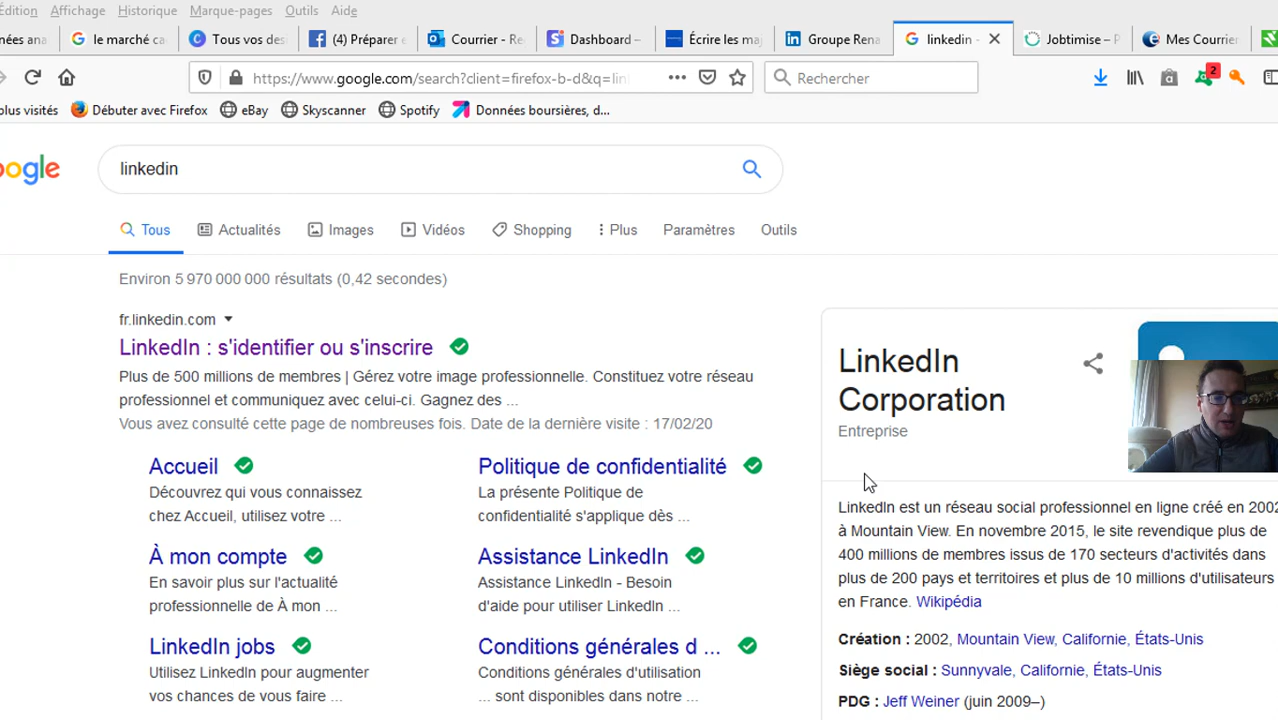 Édition Affichage Historique Marque-pages Outils Aide
nées ana G le marché ca C Tous vos des (4) Préparer e Courrier - Re Dashboard – Écrire les maj in Groupe Rena linkedin - Jobtimise – P Mes Courrier
https://www.google.com/search?client=firefox-b-d&q=lin Rechercher 2
plus visités Débuter avec Firefox eBay Skyscanner Spotify Données boursières, d...
oogle linkedin
Tous Actualités Images Vidéos Shopping Plus Paramètres Outils
Environ 5 970 000 000 résultats (0,42 secondes)
fr.linkedin.com
LinkedIn : s'identifier ou s'inscrire
Plus de 500 millions de membres | Gérez votre image professionnelle. Constituez votre réseau
professionnel et communiquez avec celui-ci. Gagnez des ...
Vous avez consulté cette page de nombreuses fois. Date de la dernière visite : 17/02/20
Accueil
Découvrez qui vous connaissez
chez Accueil, utilisez votre ...
Politique de confidentialité
La présente Politique de
confidentialité s'applique dès ...
À mon compte
En savoir plus sur l'actualité
professionnelle de À mon ...
Assistance LinkedIn
Assistance LinkedIn - Besoin
d'aide pour utiliser LinkedIn ...
LinkedIn jobs
Utilisez LinkedIn pour augmenter
vos chances de vous faire ...
Conditions générales d ...
Conditions générales d'utilisation
... sont disponibles dans notre ...
LinkedIn
Corporation
Entreprise
LinkedIn est un réseau social professionnel en ligne créé en 2002
à Mountain View. En novembre 2015, le site revendique plus de
400 millions de membres issus de 170 secteurs d'activités dans
plus de 200 pays et territoires et plus de 10 millions d'utilisateurs
en France. Wikipédia
Création : 2002, Mountain View, Californie, États-Unis
Siège social : Sunnyvale, Californie, États-Unis
PDG : Jeff Weiner (juin 2009–)